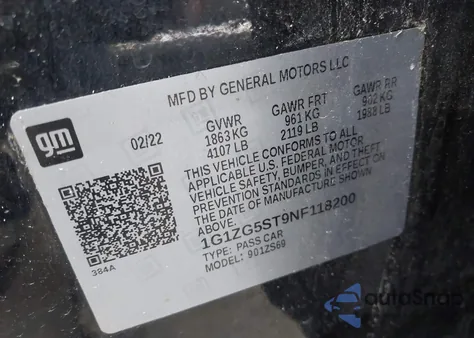 MFD BY GENERAL MOTORS LLC
gm
02/22
GVWR
1863 KG
4107 LB
GAWR FRT
961 KG
2119 LB
GAWR RR
902 KG
1988 LB
THIS VEHICLE CONFORMS TO ALL
APPLICABLE U.S. FEDERAL MOTOR
VEHICLE SAFETY, BUMPER, AND THEFT
PREVENTION STANDARDS IN EFFECT ON
THE DATE OF MANUFACTURE SHOWN
ABOVE.
1G1ZG5ST9NF118200
TYPE: PASS CAR
MODEL: 901ZS69
384A
autoSnap